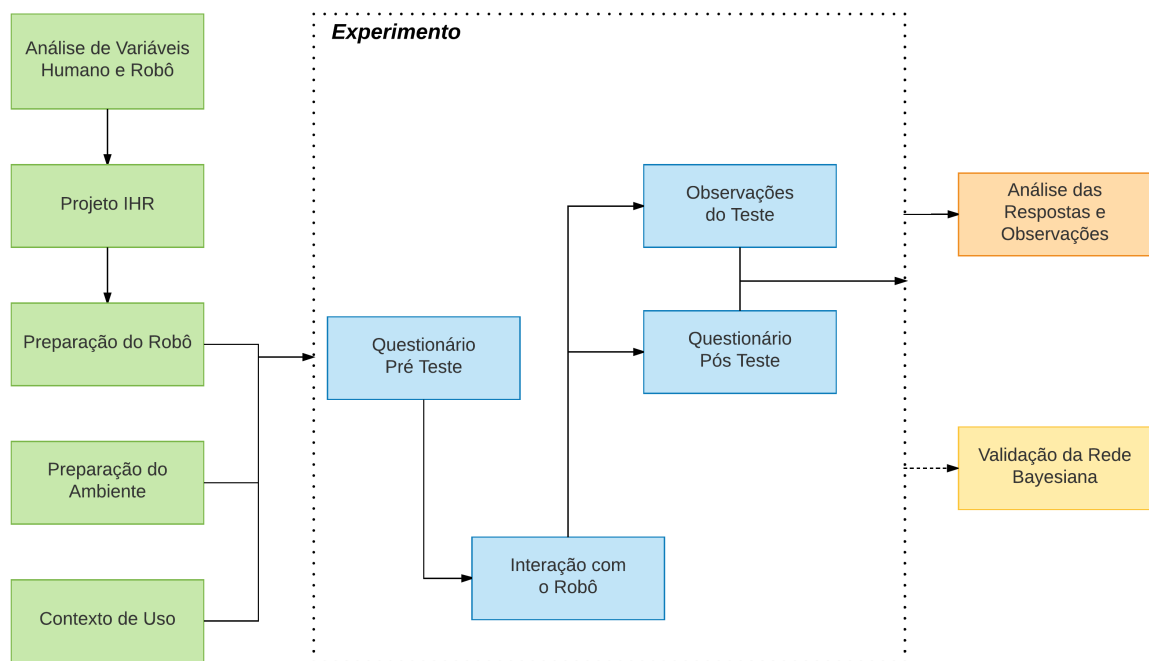 Experimento
Análise de Variáveis
Humano e Robô
Projeto IHR
Preparação do Robô
Preparação do
Ambiente
Contexto de Uso
Questionário
Pré Teste
Interação com
o Robô
Observações
do Teste
Questionário
Pós Teste
Análise das
Respostas e
Observações
Validação da Rede
Bayesiana